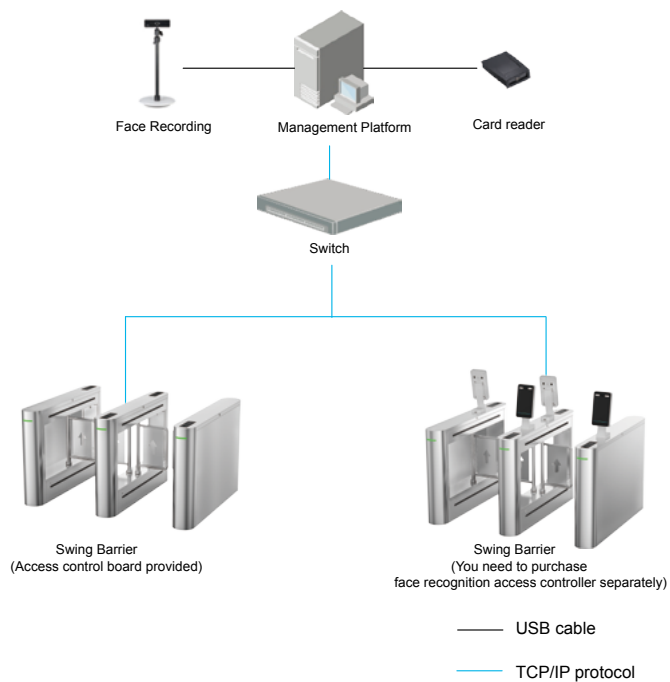 Face Recording
Management Platform
Card reader
Switch
Swing Barrier
(Access control board provided)
Swing Barrier
(You need to purchase
face recognition access controller separately)
USB cable
TCP/IP protocol